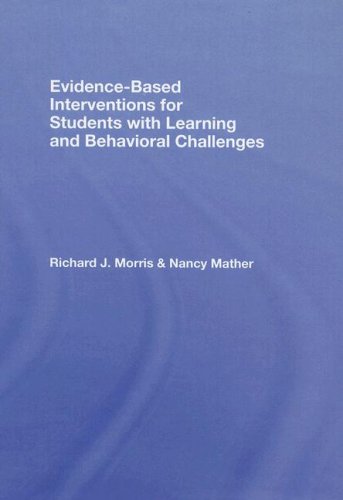 Evidence-Based
Interventions for
Students with Learning
and Behavioral Challenges
Richard J. Morris & Nancy Mather